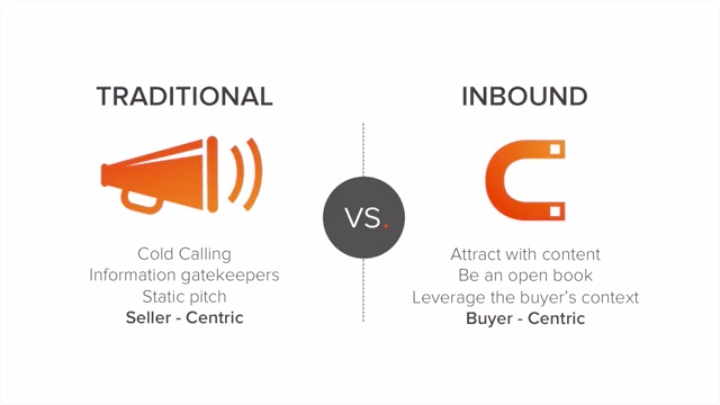 TRADITIONAL
Cold Calling
Information gatekeepers
Static pitch
Seller - Centric
VS.
INBOUND
Attract with content
Be an open book
Leverage the buyer's context
Buyer - Centric